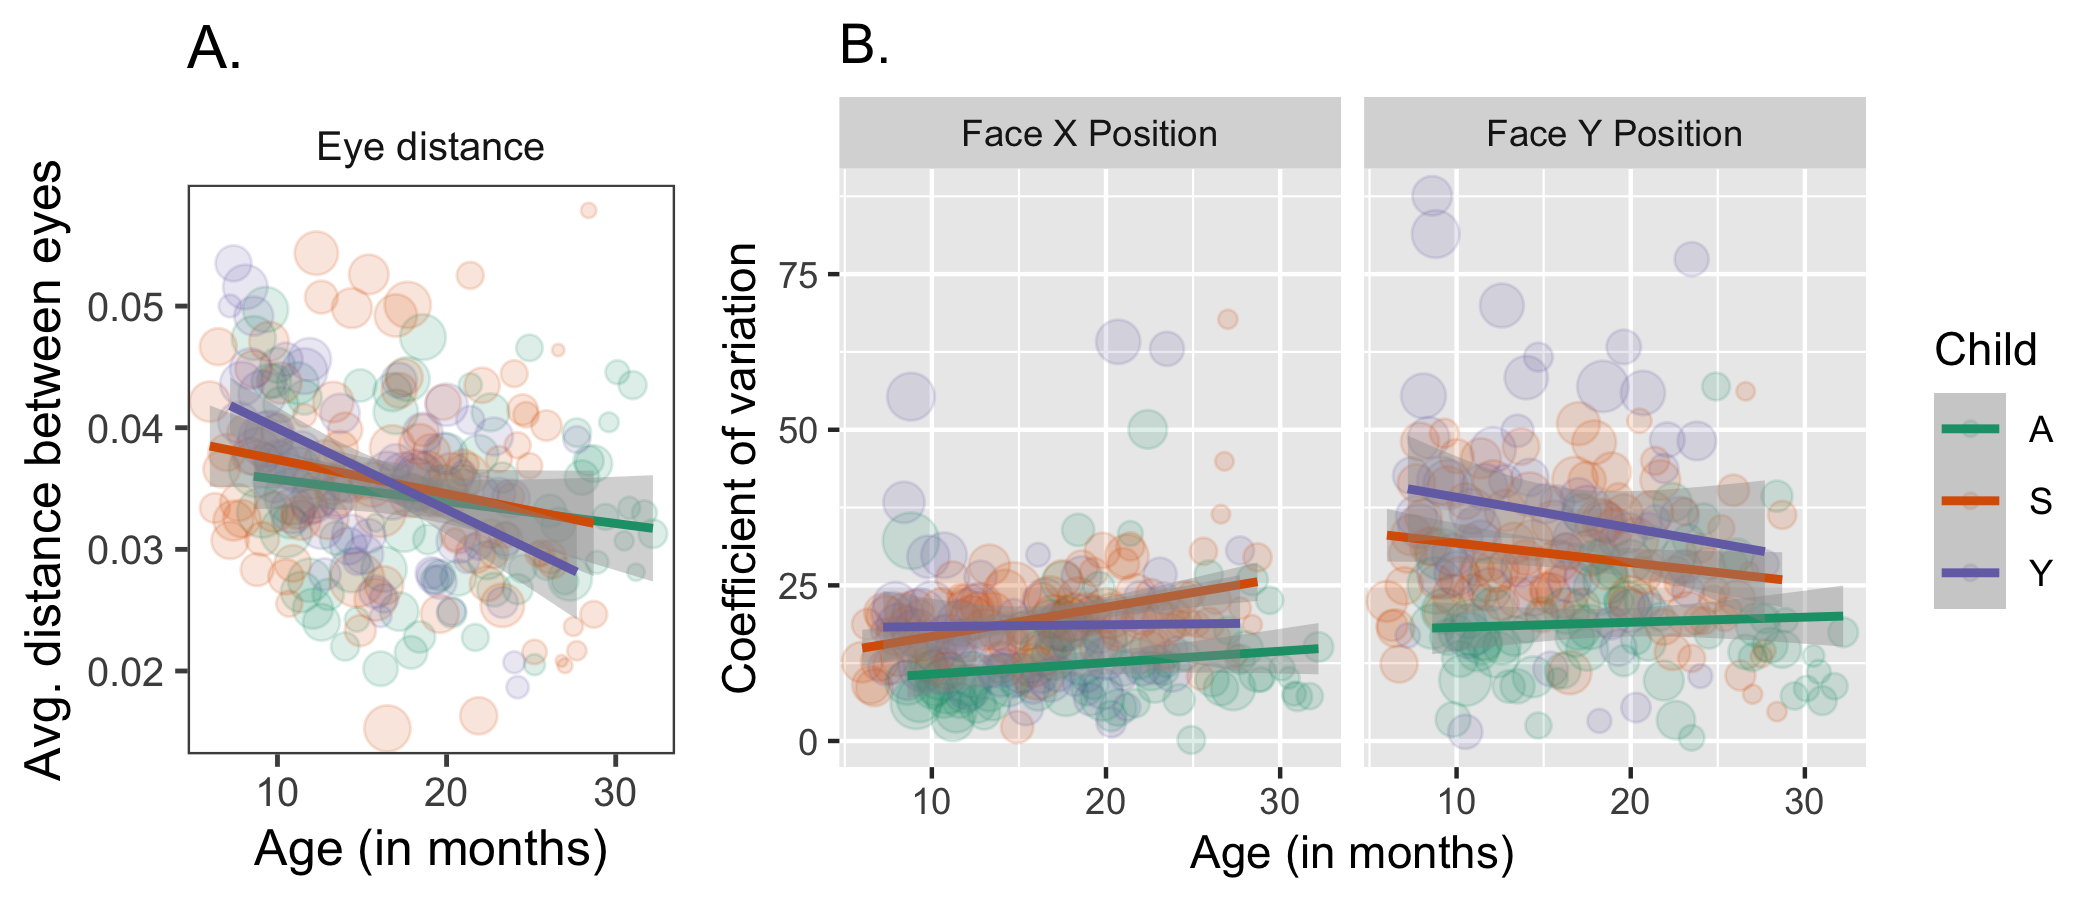 A.
Eye distance
Avg. distance between eyes
0.05
0.04
0.03
0.02
10 20 30
Age (in months)
B.
Face X Position Face Y Position
Coefficient of variation
75
50
25
0
10 20 30 10 20 30
Age (in months)
Child
A
S
Y